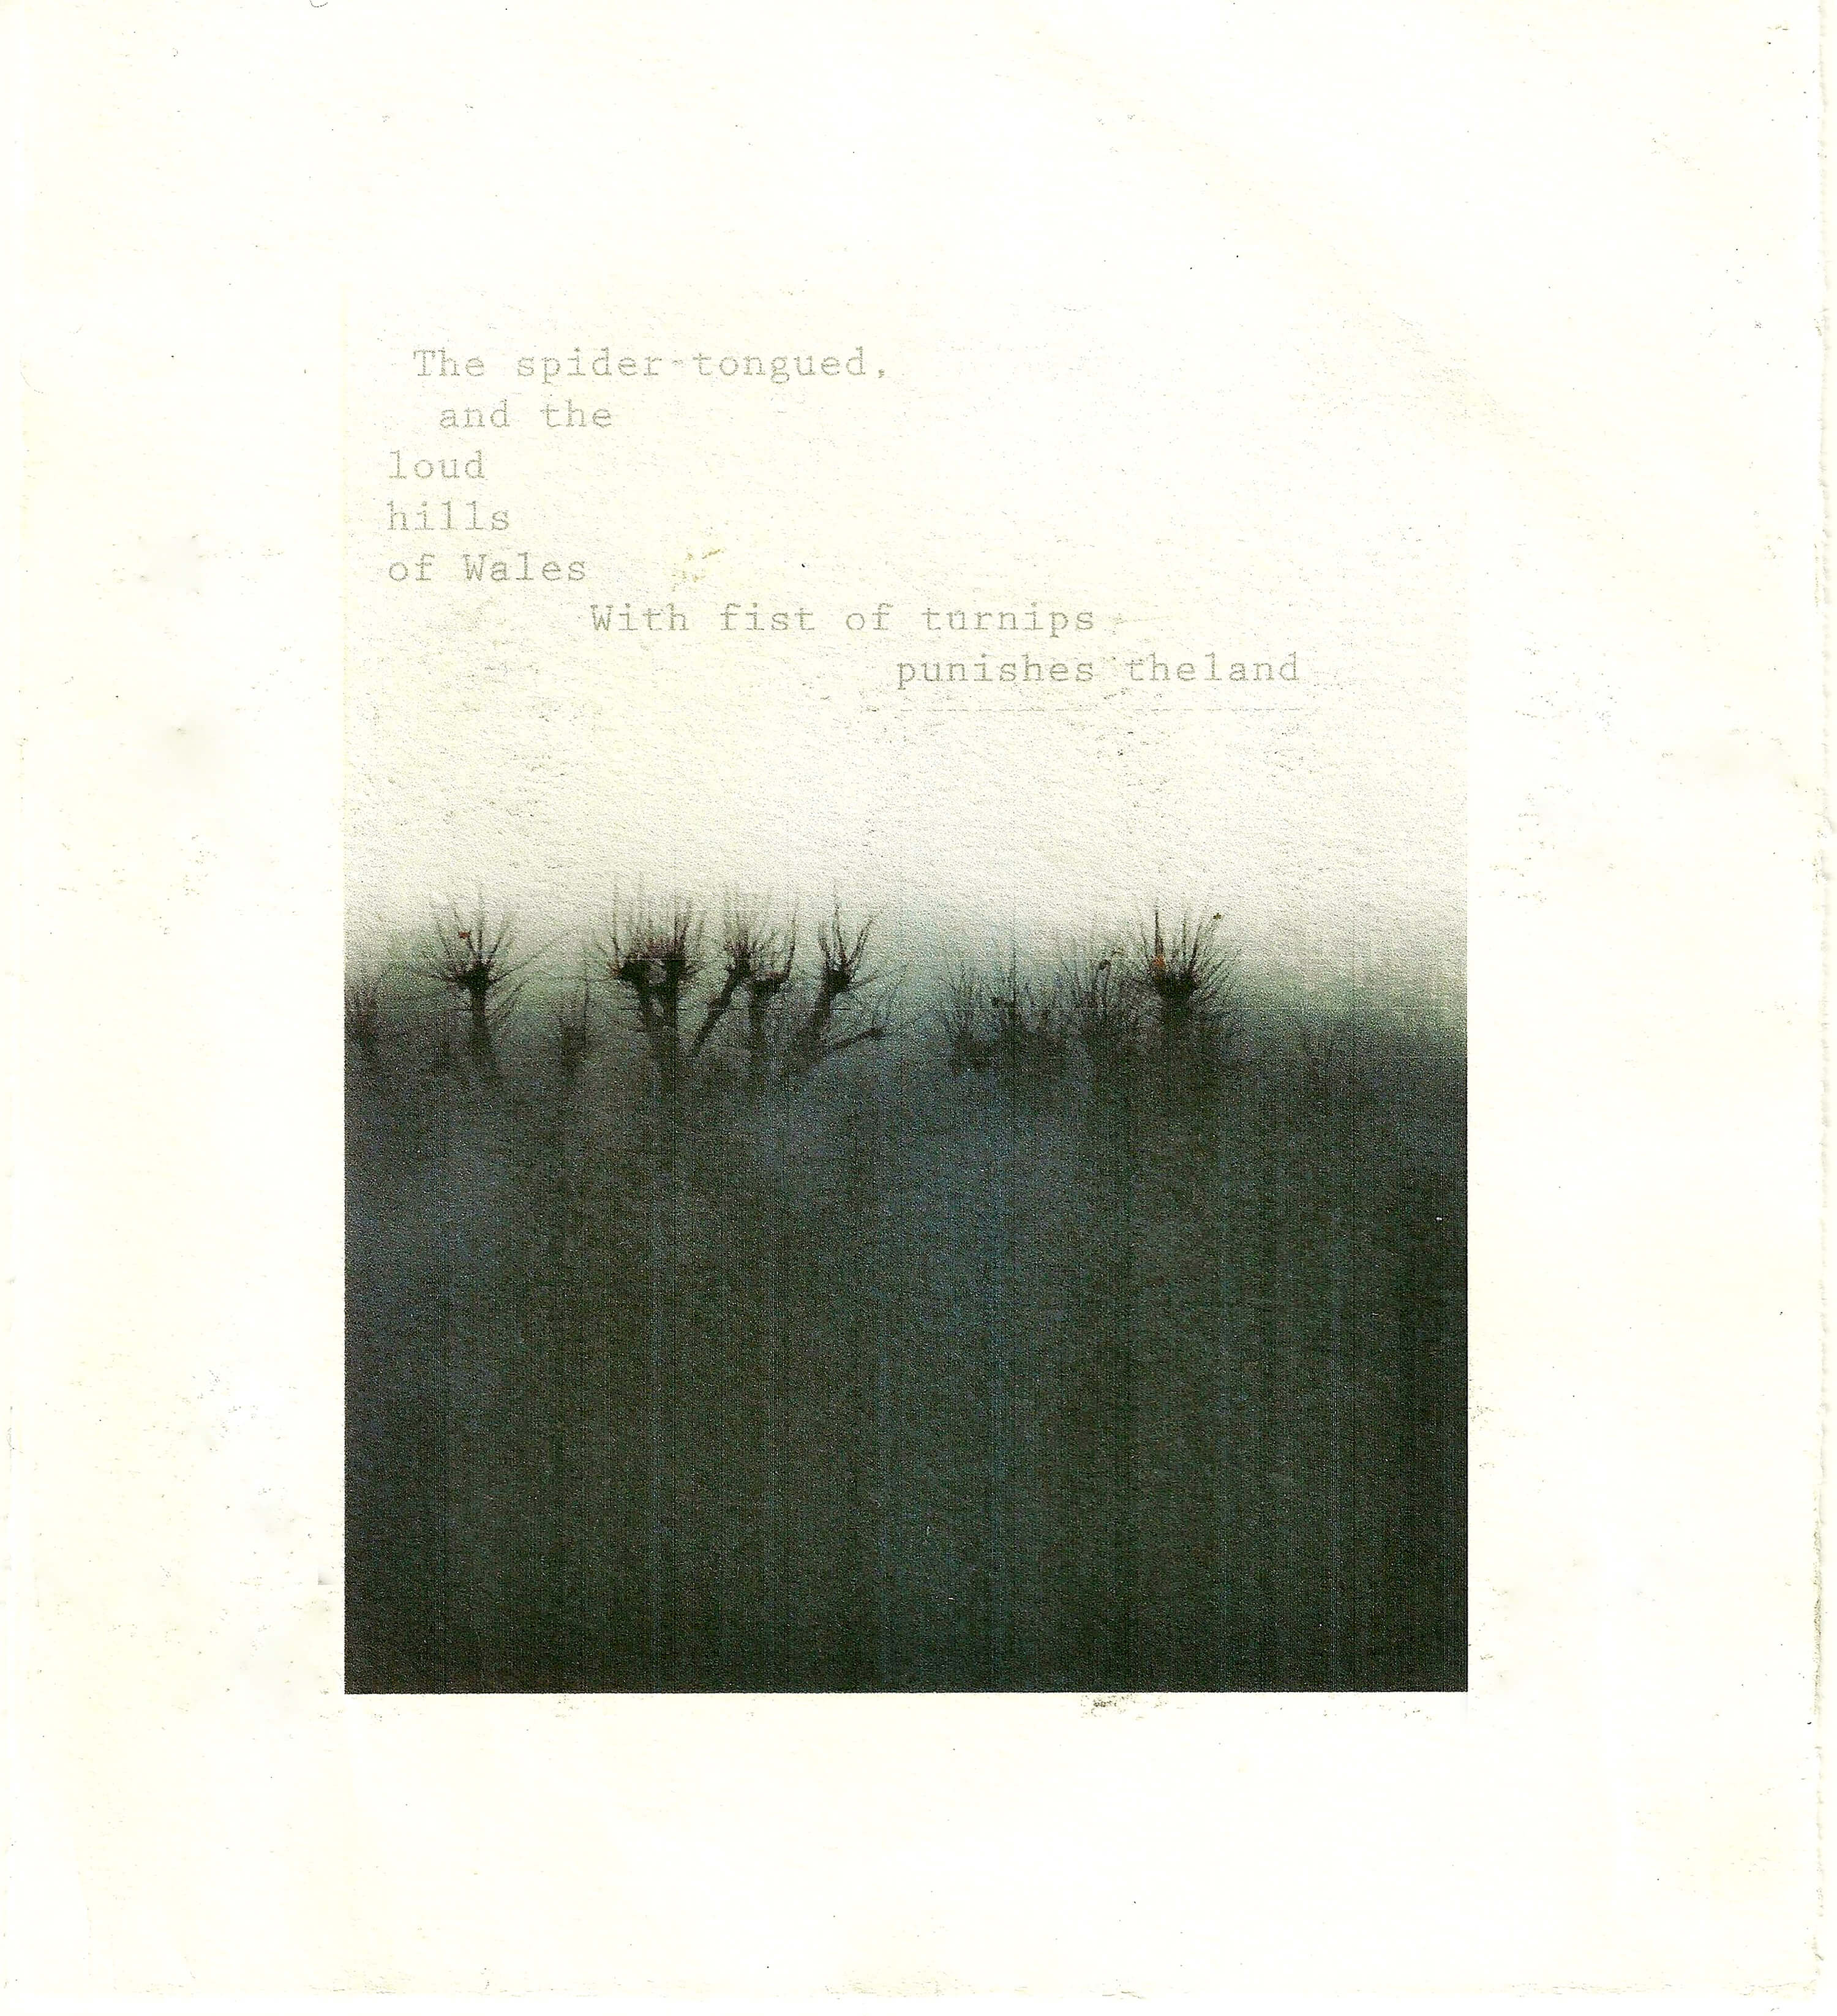 The spider-tongued,
and the
loud
hills
of Wales
With fist of turnips
punishes theland